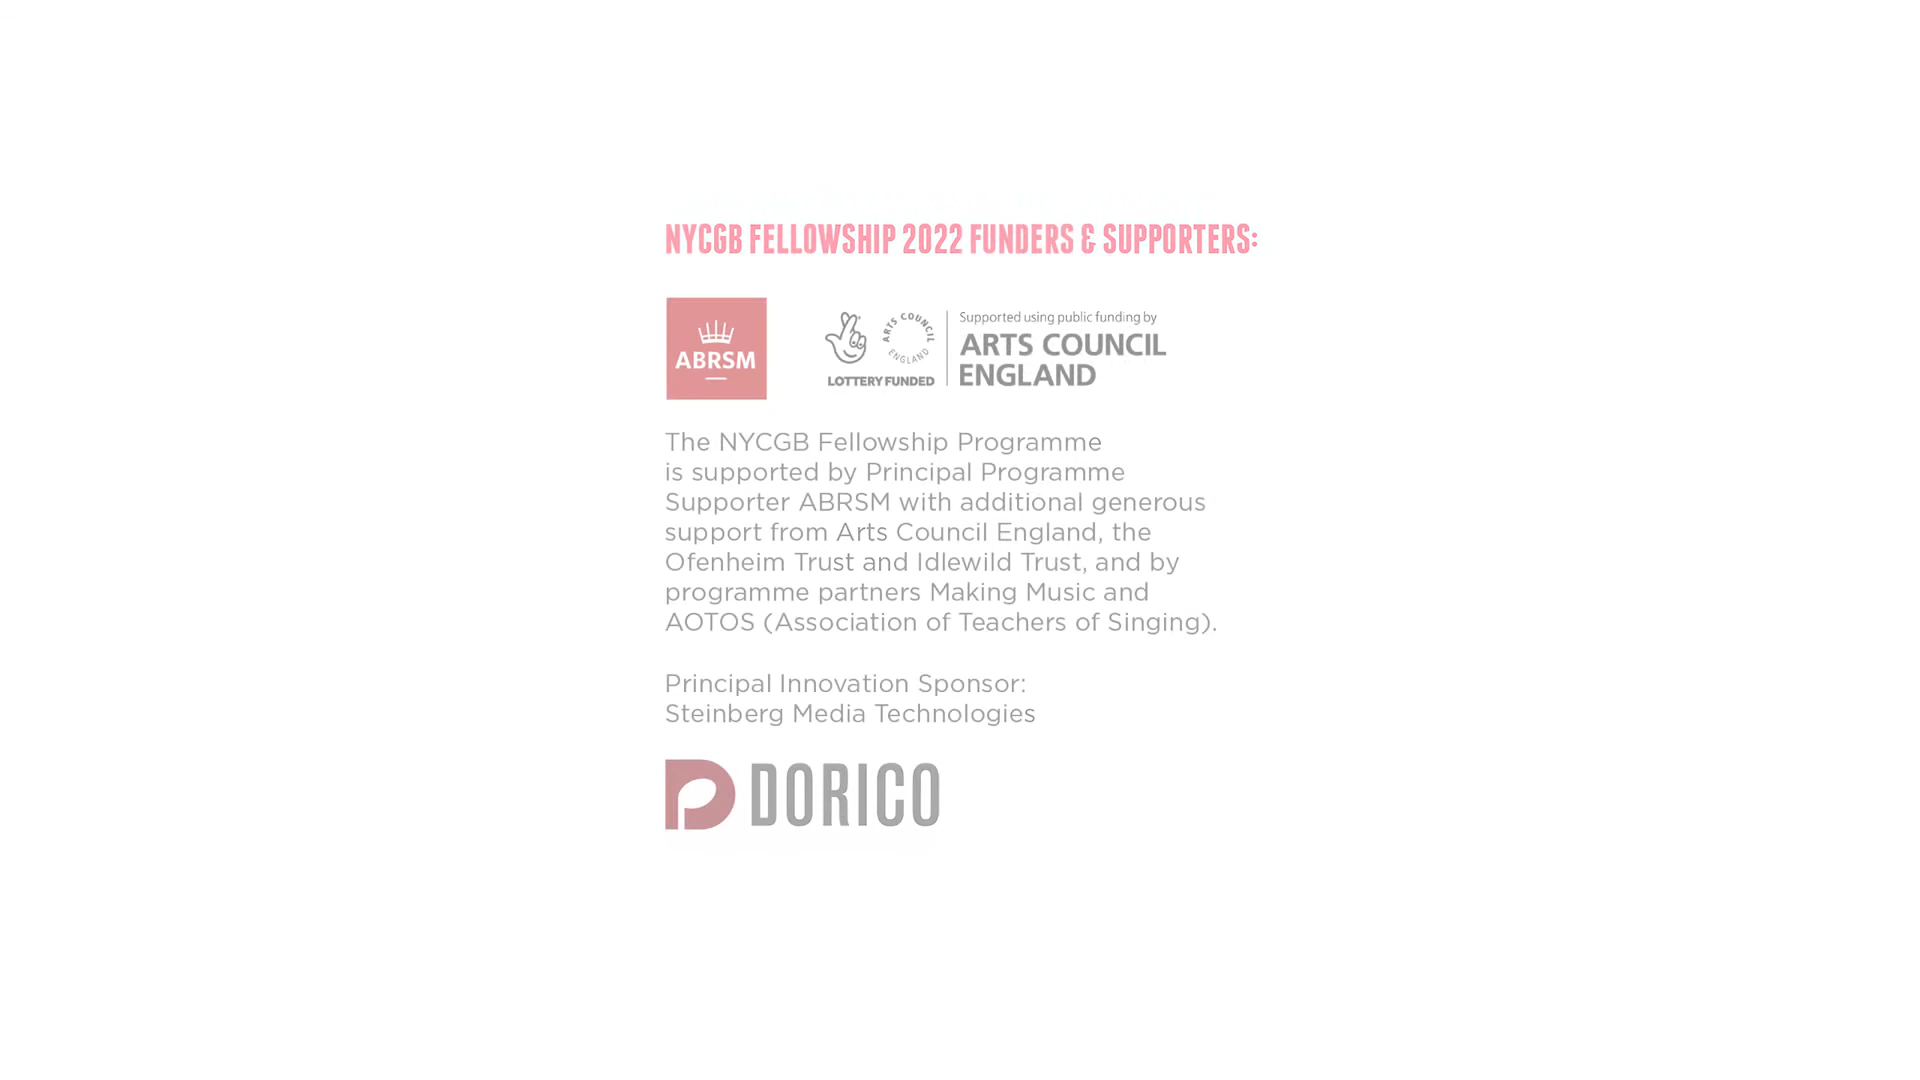 NYCGB FELLOWSHIP 2022 FUNDERS & SUPPORTERS:
ABRSM
LOTTERY FUNDED
ARTS COUNCIL ENGLAND
Supported using public funding by
ARTS COUNCIL
ENGLAND
The NYCGB Fellowship Programme
is supported by Principal Programme
Supporter ABRSM with additional generous
support from Arts Council England, the
Ofenheim Trust and Idlewild Trust, and by
programme partners Making Music and
AOTOS (Association of Teachers of Singing).
Principal Innovation Sponsor:
Steinberg Media Technologies
DORICO